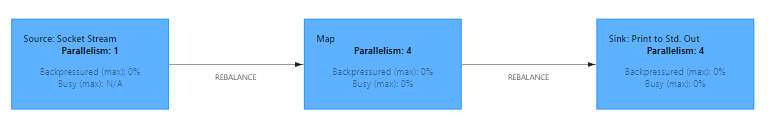 Source: Socket Stream
Parallelism: 1
Backpressured (max): 0%
Busy (max): N/A
REBALANCE
Map
Parallelism: 4
Backpressured (max): 0%
Busy (max): 0%
REBALANCE
Sink: Print to Std. Out
Parallelism: 4
Backpressured (max): 0%
Busy (max): 0%